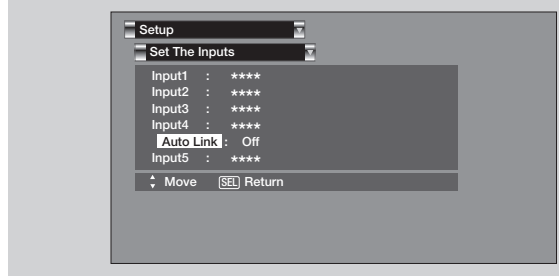 Setup
Set The Inputs
Input1 : ****
Input2 : ****
Input3 : ****
Input4 : ****
Auto Link : Off
Input5 : ****
Move SEL Return